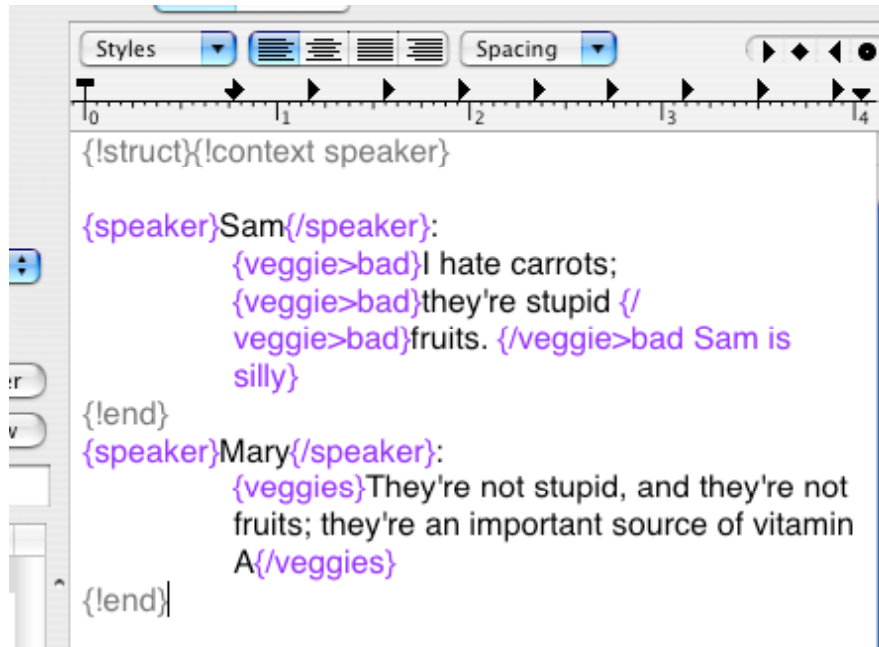 Styles Spacing
0 1 2 3 4
{!struct}{!context speaker}
{speaker}Sam{/speaker}:
{veggie>bad}I hate carrots;
{veggie>bad}they're stupid {/
veggie>bad}fruits. {/veggie>bad Sam is
silly}
{!end}
{speaker}Mary{/speaker}:
{veggies}They're not stupid, and they're not
fruits; they're an important source of vitamin
A{/veggies}
{!end}